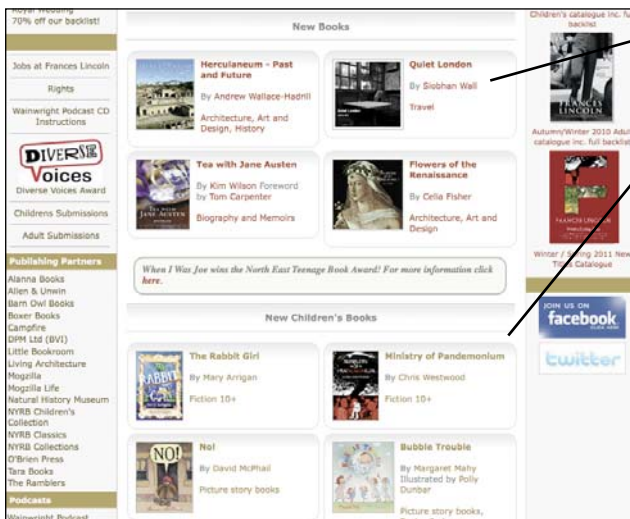 Royal Wedding
70% off our backlist!
Jobs at Frances Lincoln
Rights
Wainwright Podcast CD
Instructions
DIVERSE
Voices
Diverse Voices Award
Childrens Submissions
Adult Submissions
Publishing Partners
Alanna Books
Allen & Unwin
Barn Owl Books
Boxer Books
Campfire
DPM Ltd (BVI)
Little Bookroom
Living Architecture
Mogzilla
Mogzilla Life
Natural History Museum
NYRB Children's
Collection
NYRB Classics
NYRB Collections
O'Brien Press
Tara Books
The Ramblers
Podcasts
Wainwright Podcast
New Books
Herculaneum - Past
and Future
By Andrew Wallace-Hadrill
Architecture, Art and
Design, History
Quiet London
By Siobhan Wall
Travel
TEA WITH
JANE AUSTEN
Tea with Jane Austen
By Kim Wilson Foreword
by Tom Carpenter
Biography and Memoirs
Flowers of the
Renaissance
By Celia Fisher
Architecture, Art and
Design
When I Was Joe wins the North East Teenage Book Award! For more information click
here.
New Children's Books
RABBIT
The Rabbit Girl
By Mary Arrigan
Fiction 10+
Ministry of Pandemonium
By Chris Westwood
Fiction 10+
NO!
No!
By David McPhail
Picture story books
Bubble Trouble
By Margaret Mahy
Illustrated by Polly
Dunbar
Picture story books,
Children's catalogue inc. full
backlist
FRANCES
LINCOLN
Autumn/Winter 2010 Adult
catalogue inc. full backlist
F
FRANCES LINCOLN
Winter / Spring 2011 New
Titles Catalogue
JOIN US ON
facebook
CLICK HERE
twitter